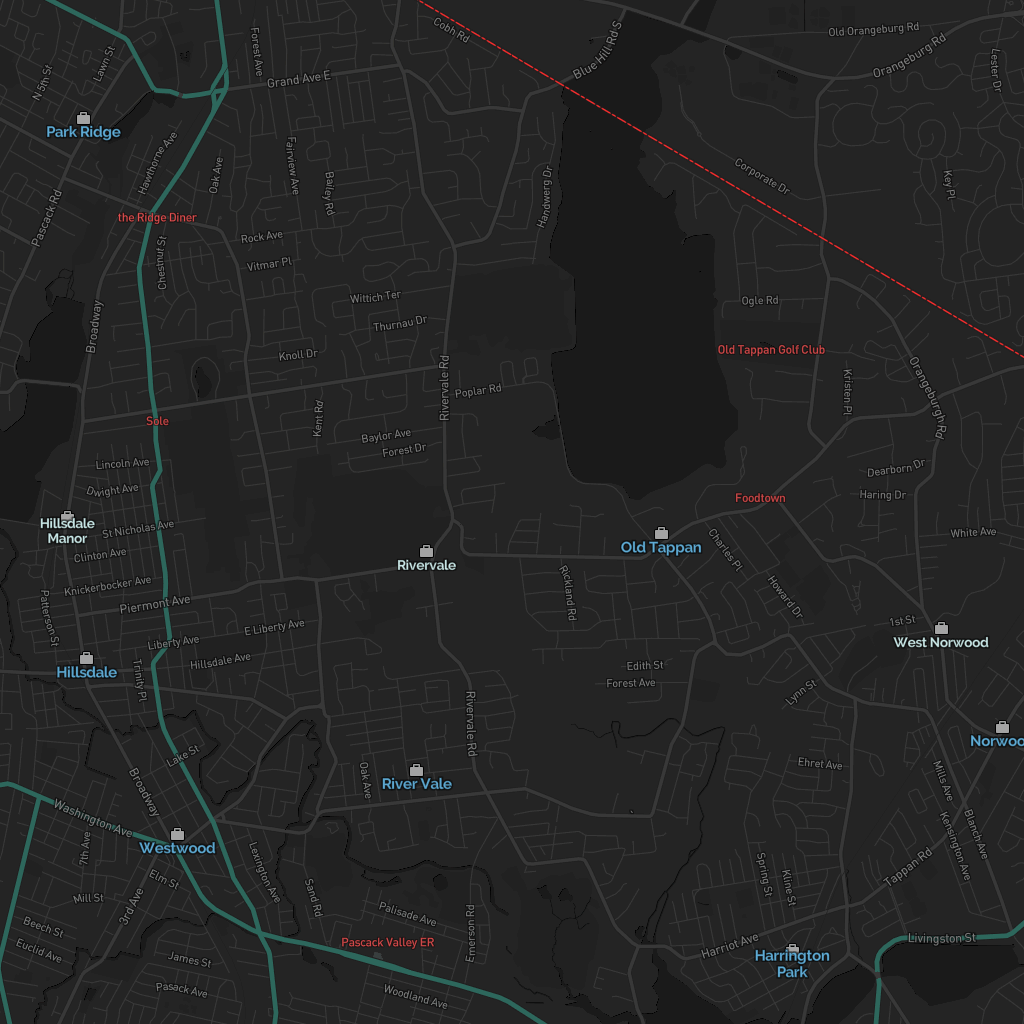 Cobh Rd
Blue Hill Rd S
Old Orangeburg Rd
Orangeburg Rd
Lester Dr
Forest Ave
Lawn St
N 5th St
Grand Ave E
Park Ridge
Hawthorne Ave
Oak Ave
Fairview Ave
Bailey Rd
Handwerg Dr
Corporate Dr
Key Pl
Pascack Rd
the Ridge Diner
Rock Ave
Chesnut St
Vitmar Pl
Wittich Ter
Ogle Rd
Broadway
Thurnau Dr
Knoll Dr
Old Tappan Golf Club
Rivervale Rd
Poplar Rd
Kristen Pl
Orangeburgh Rd
Kent Rd
Sole
Baylor Ave
Forest Dr
Lincoln Ave
Dearborn Dr
Dwight Ave
Haring Dr
Foodtown
Hillsdale
Manor
St Nicholas Ave
White Ave
Clinton Ave
Old Tappan
Charles Pl
Rivervale
Knickerbocker Ave
Rickland Rd
Howard Dr
Piermont Ave
Patterson St
E Liberty Ave
1st St
West Norwood
Liberty Ave
Hillsdale Ave
Hillsdale
Trinity Pl
Edith St
Forest Ave
Lynn St
Rivervale Rd
Norwoo
Lake St
Ehret Ave
Broadway
Oak Ave
River Vale
Mills Ave
Washington Ave
Blanch Ave
Kensington Ave
7th Ave
Westwood
Lexington Ave
Tappan Rd
Elm St
Spring St
Kline St
Mill St
3rd Ave
Sand Rd
Palisade Ave
Emerson Rd
Beech St
Euclid Ave
Pascack Valley ER
Harriot Ave
Livingston St
Harrington
Park
James St
Pasack Ave
Woodland Ave